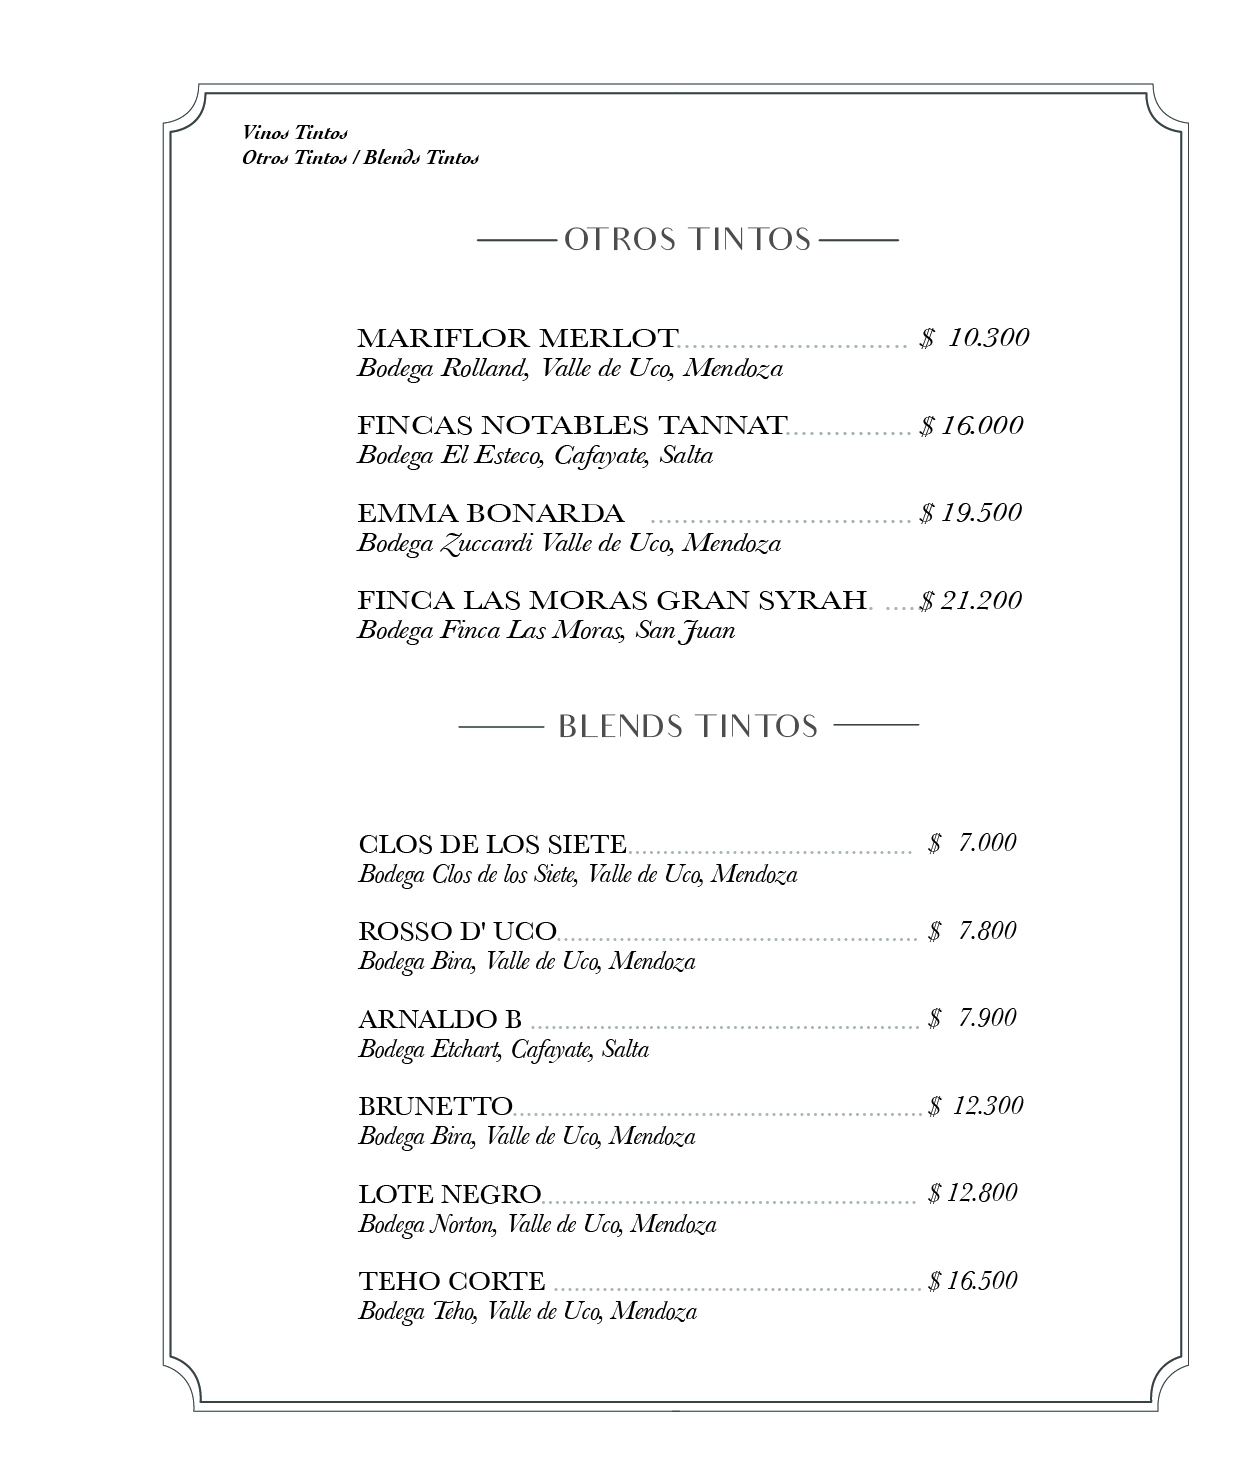 Vinos Tintos
Otros Tintos / Blends Tintos
OTROS TINTOS
MARIFLOR MERLOT........................................ $ 10.300
Bodega Rolland, Valle de Uco, Mendoza
FINCAS NOTABLES TANNAT.................... $ 16.000
Bodega El Esteco, Cafayate, Salta
EMMA BONARDA ........................................ $ 19.500
Bodega Zuccardi Valle de Uco, Mendoza
FINCA LAS MORAS GRAN SYRAH. .....$ 21.200
Bodega Finca Las Moras, San Juan
BLENDS TINTOS
CLOS DE LOS SIETE............................................. $ 7.000
Bodega Clos de los Siete, Valle de Uco, Mendoza
ROSSO D' UCO......................................................... $ 7.800
Bodega Bira, Valle de Uco, Mendoza
ARNALDO B ............................................................. $ 7.900
Bodega Etchart, Cafayate, Salta
BRUNETTO................................................................ $ 12.300
Bodega Bira, Valle de Uco, Mendoza
LOTE NEGRO........................................................... $ 12.800
Bodega Norton, Valle de Uco, Mendoza
TEHO CORTE .......................................................... $ 16.500
Bodega Teho, Valle de Uco, Mendoza